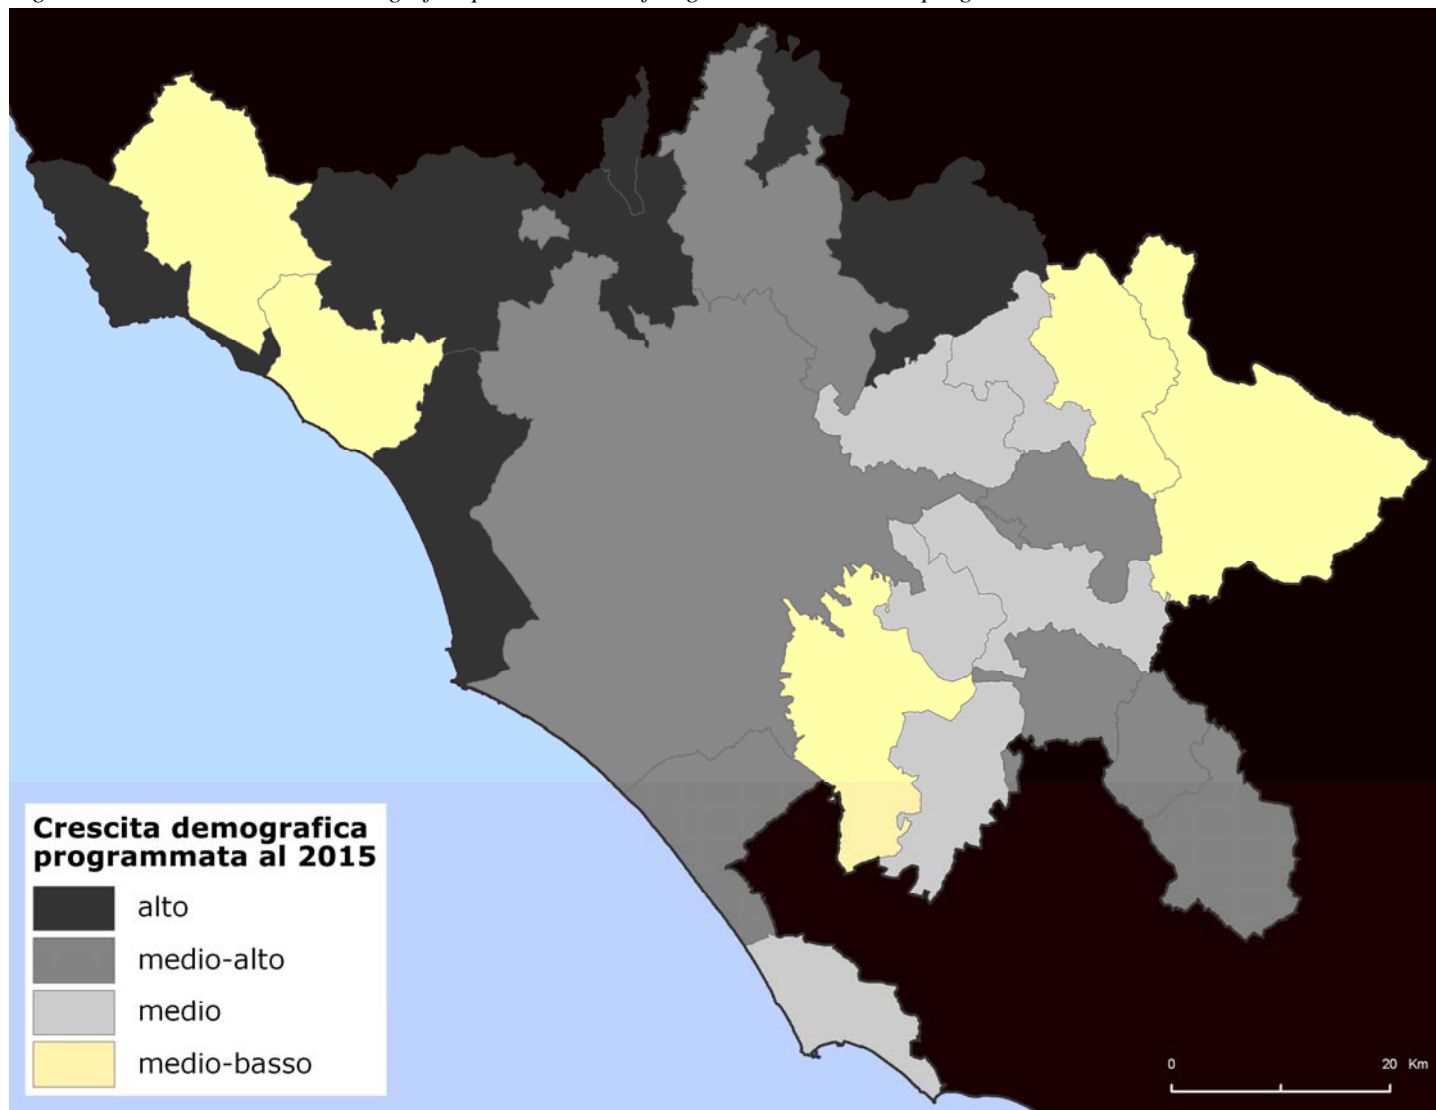 Crescita demografica
programmata al 2015
alto
medio-alto
medio
medio-basso
0 20 Km